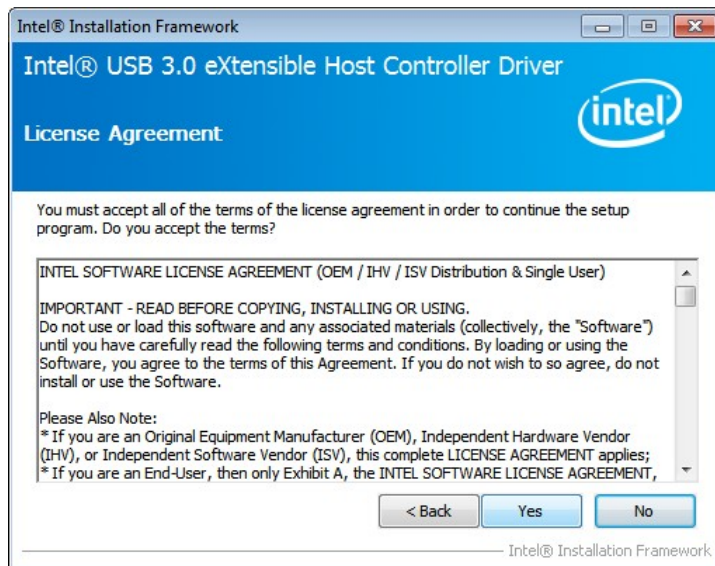 Intel® Installation Framework
Intel® USB 3.0 eXtensible Host Controller Driver
intel
License Agreement
You must accept all of the terms of the license agreement in order to continue the setup
program. Do you accept the terms?
INTEL SOFTWARE LICENSE AGREEMENT (OEM / IHV / ISV Distribution & Single User)
IMPORTANT - READ BEFORE COPYING, INSTALLING OR USING.
Do not use or load this software and any associated materials (collectively, the "Software")
until you have carefully read the following terms and conditions. By loading or using the
Software, you agree to the terms of this Agreement. If you do not wish to so agree, do not
install or use the Software.
Please Also Note:
* If you are an Original Equipment Manufacturer (OEM), Independent Hardware Vendor
(IHV), or Independent Software Vendor (ISV), this complete LICENSE AGREEMENT applies;
* If you are an End-User, then only Exhibit A, the INTEL SOFTWARE LICENSE AGREEMENT,
< Back
Yes
No
Intel® Installation Framework